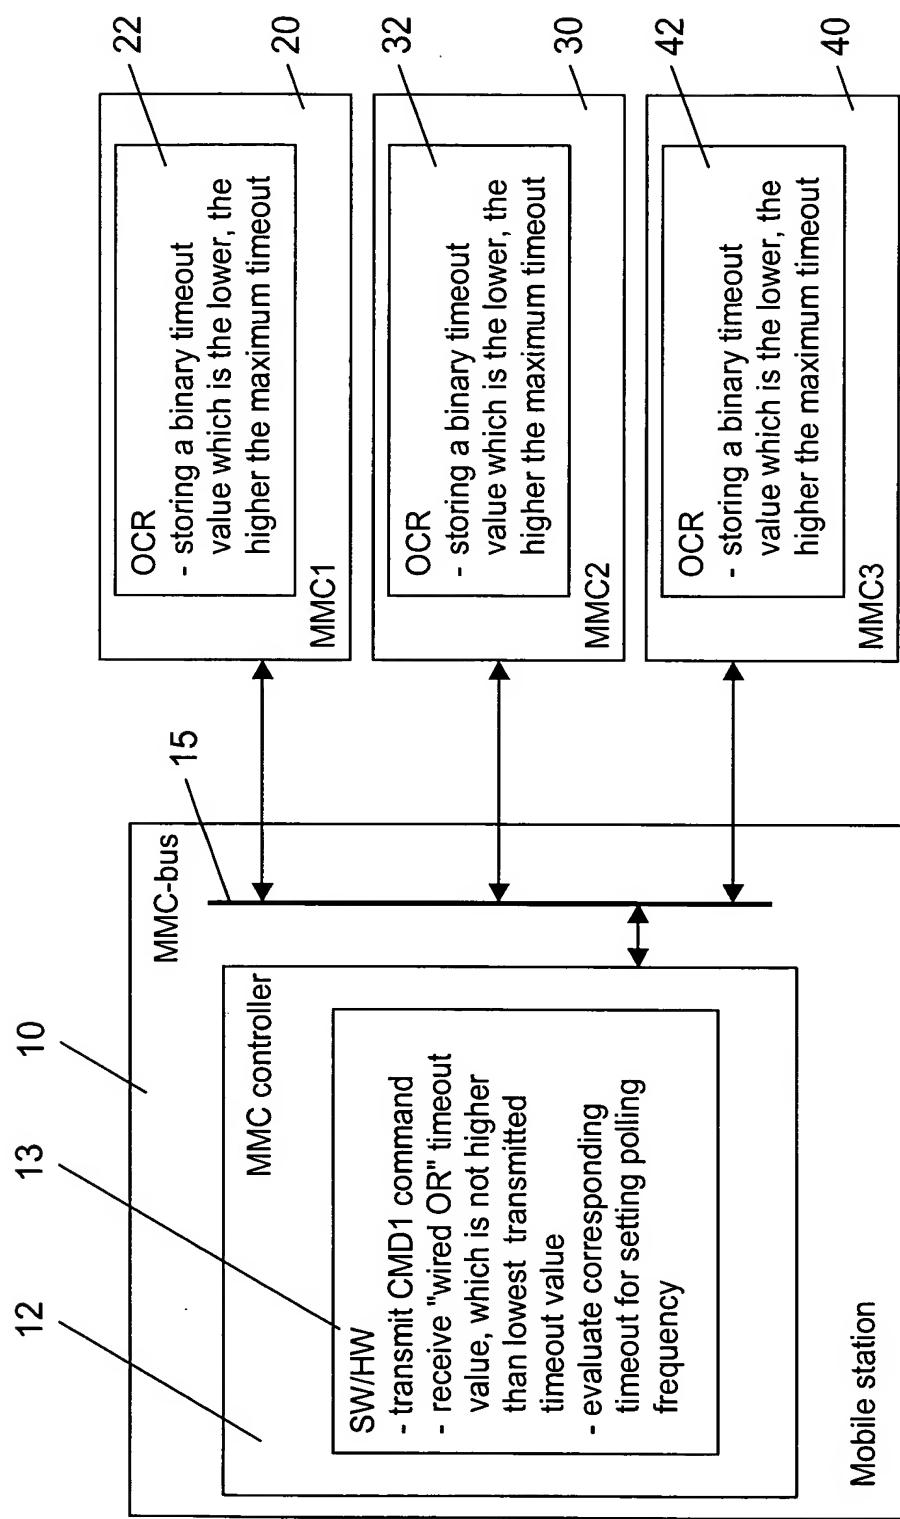 10
13
12
MMC-bus
15
MMC controller
SW/HW
- transmit CMD1 command
- receive "wired OR" timeout
value, which is not higher
than lowest transmitted
timeout value
- evaluate corresponding
timeout for setting polling
frequency
Mobile station
22
20
OCR
- storing a binary timeout
value which is the lower, the
higher the maximum timeout
MMC1
32
30
OCR
- storing a binary timeout
value which is the lower, the
higher the maximum timeout
MMC2
42
40
OCR
- storing a binary timeout
value which is the lower, the
higher the maximum timeout
MMC3